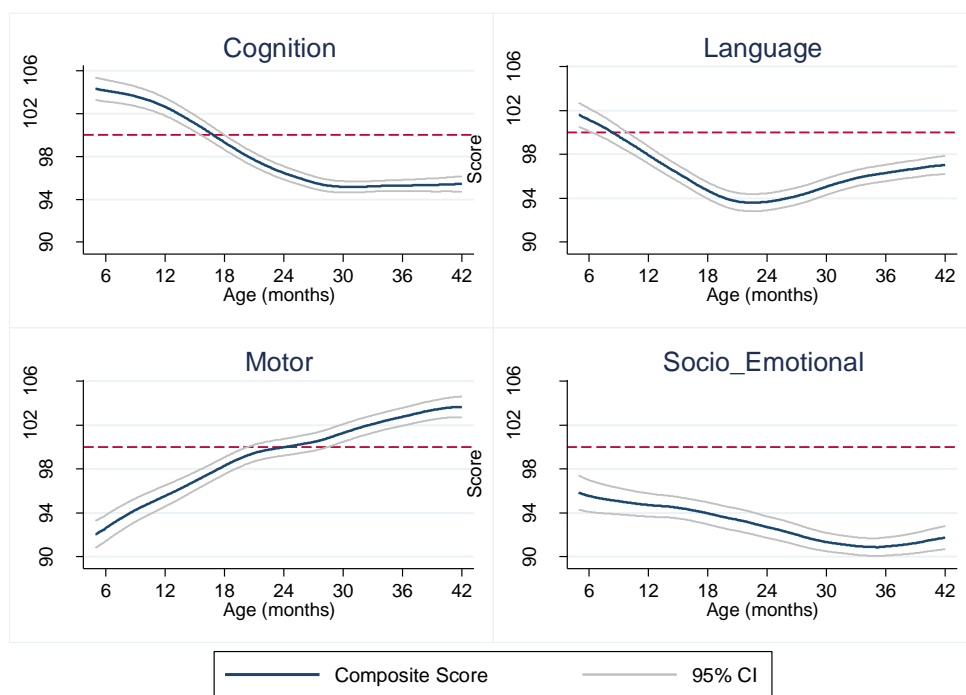 Cognition
106
102
98
94
90
6 12 18 24 30 36 42
Age (months)
Language
Score
106
102
98
94
90
6 12 18 24 30 36 42
Age (months)
Motor
106
102
98
94
90
6 12 18 24 30 36 42
Age (months)
Socio_Emotional
Score
106
102
98
94
90
6 12 18 24 30 36 42
Age (months)
Composite Score 95% CI